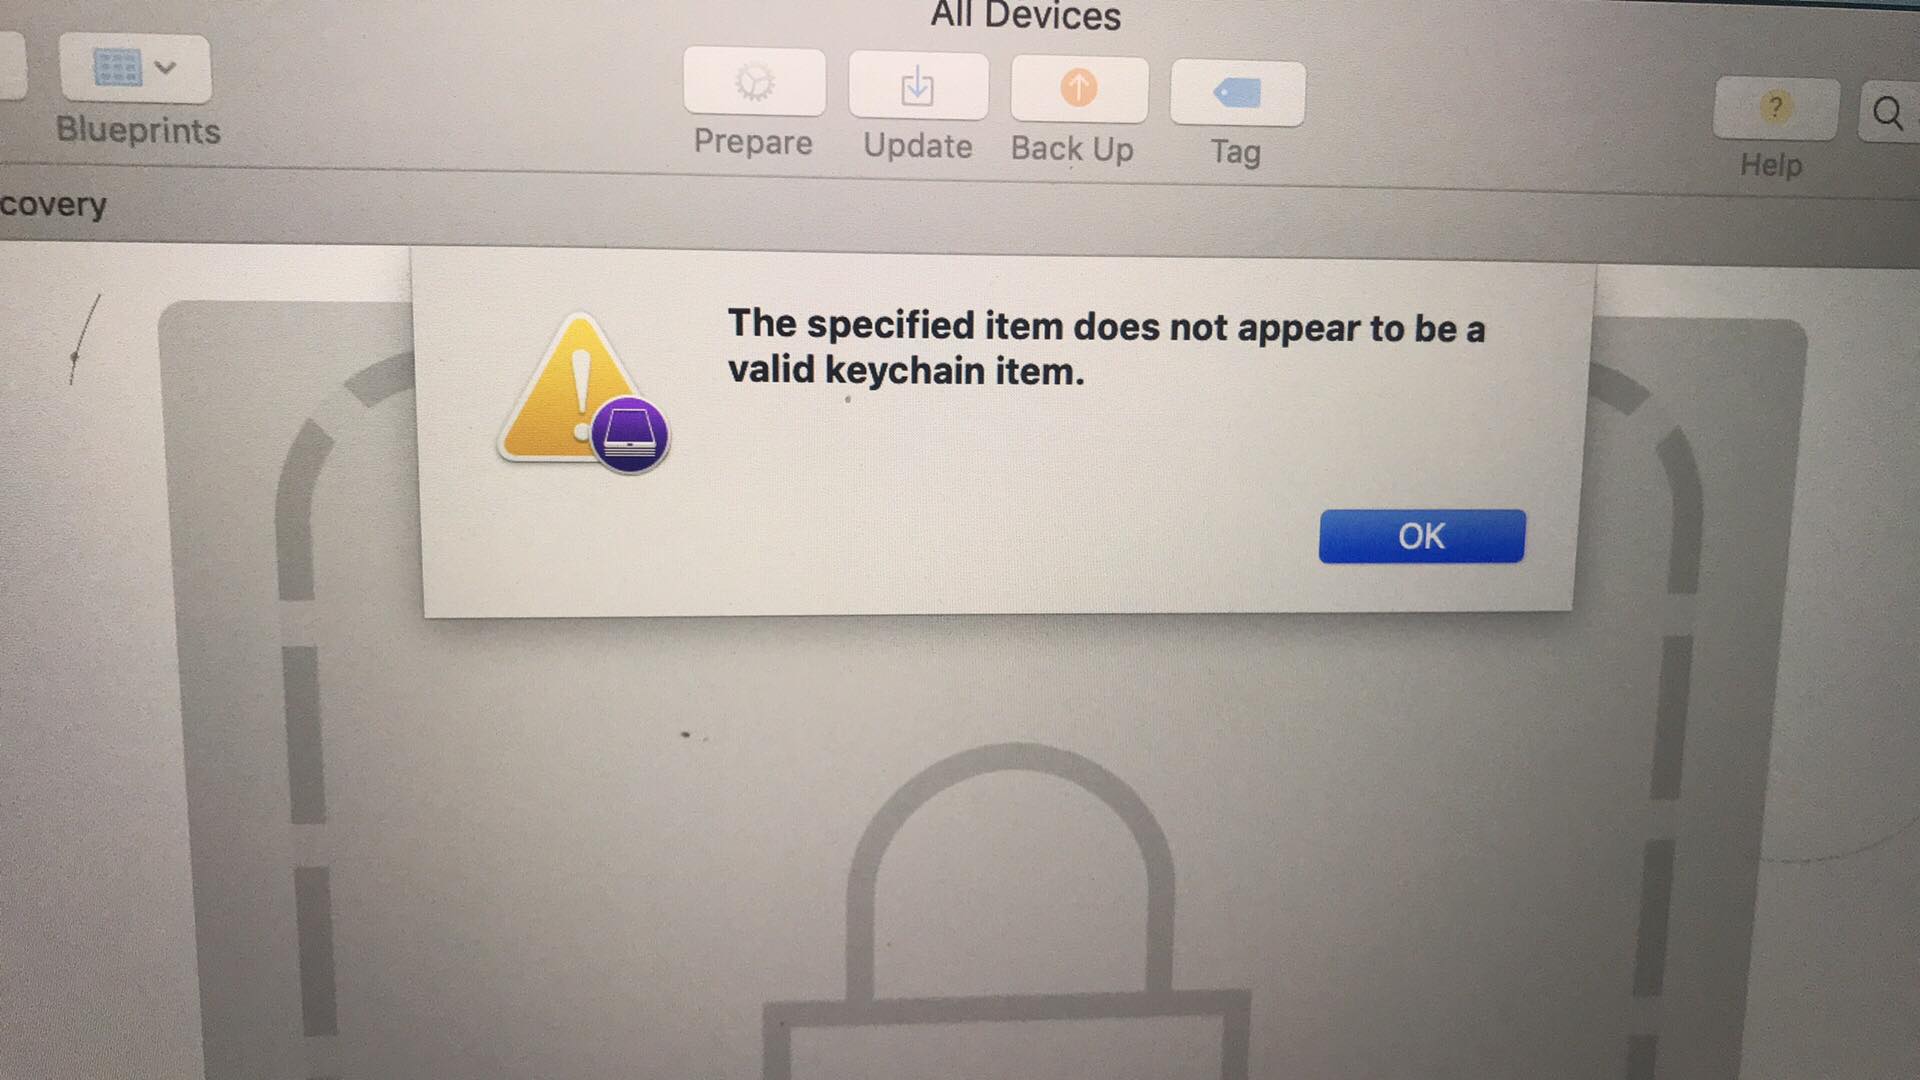 All Devices
Blueprints
Prepare
Update
Back Up
Tag
?
Help
covery
The specified item does not appear to be a
valid keychain item.
OK